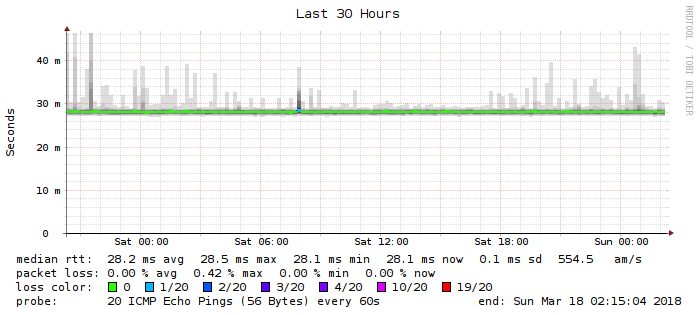 Last 30 Hours
RRDTOOL / TOBI OETIKER
Seconds
40 m
30 m
20 m
10 m
0
Sat 00:00 Sat 06:00 Sat 12:00 Sat 18:00 Sun 00:00
median rtt: 28.2 ms avg 28.5 ms max 28.1 ms min 28.1 ms now 0.1 ms sd 554.5 am/s
packet loss: 0.00 % avg 0.42 % max 0.00 % min 0.00 % now
loss color: 0 1/20 2/20 3/20 4/20 10/20 19/20
probe: 20 ICMP Echo Pings (56 Bytes) every 60s end: Sun Mar 18 02:15:04 2018